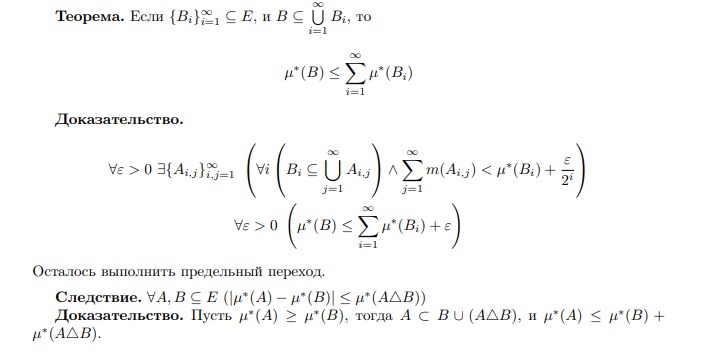 Теорема. Если {B_i}_{i=1}^∞ ⊆ E, и B ⊆ ⋃_{i=1}^∞ B_i, то
μ*(B) ≤ ∑_{i=1}^∞ μ*(B_i)
Доказательство.
∀ε > 0 ∃{A_{i,j}}_{i,j=1}^∞ (∀i (B_i ⊆ ⋃_{j=1}^∞ A_{i,j}) ∧ ∑_{j=1}^∞ m(A_{i,j}) < μ*(B_i) + ε/2^i)
∀ε > 0 (μ*(B) ≤ ∑_{i=1}^∞ μ*(B_i) + ε)
Осталось выполнить предельный переход.
Следствие. ∀A, B ⊆ E (|μ*(A) − μ*(B)| ≤ μ*(A△B))
Доказательство. Пусть μ*(A) ≥ μ*(B), тогда A ⊂ B ∪ (A△B), и μ*(A) ≤ μ*(B) +
μ*(A△B).